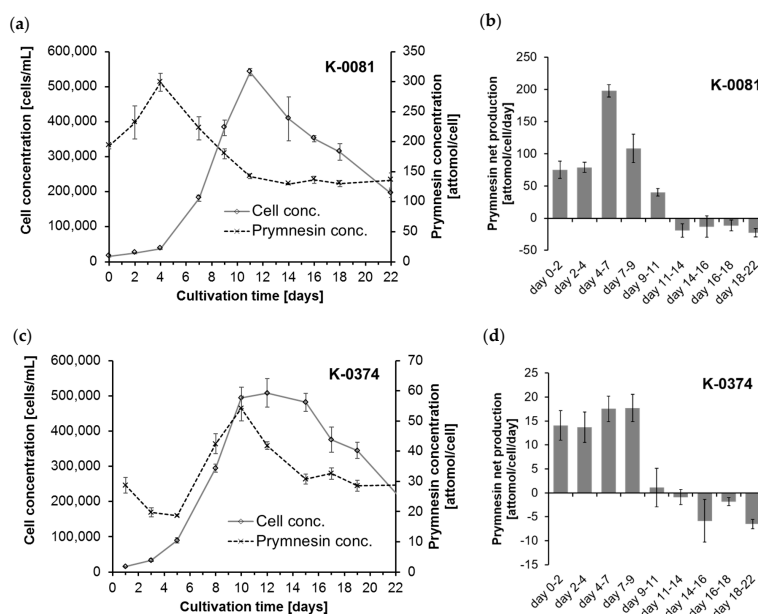 (a)
K-0081
Cell concentration [cells/mL]
600,000
500,000
400,000
300,000
200,000
100,000
0
Prymnesin concentration
[attomol/cell]
350
300
250
200
150
100
50
0
Cell conc.
Prymnesin conc.
0 2 4 6 8 10 12 14 16 18 20 22
Cultivation time [days]
(b)
K-0081
Prymnesin net production
[attomol/cell/day]
250
200
150
100
50
0
-50
day 0-2
day 2-4
day 4-7
day 7-9
day 9-11
day 11-14
day 14-16
day 16-18
day 18-22
(c)
K-0374
Cell concentration [cells/mL]
600,000
500,000
400,000
300,000
200,000
100,000
0
Prymnesin concentration
[attomol/cell]
70
60
50
40
30
20
10
0
Cell conc.
Prymnesin conc.
0 2 4 6 8 10 12 14 16 18 20 22
Cultivation time [days]
(d)
K-0374
Prymnesin net production
[attomol/cell/day]
25
20
15
10
5
0
-5
-10
-15
day 0-2
day 2-4
day 4-7
day 7-9
day 9-11
day 11-14
day 14-16
day 16-18
day 18-22